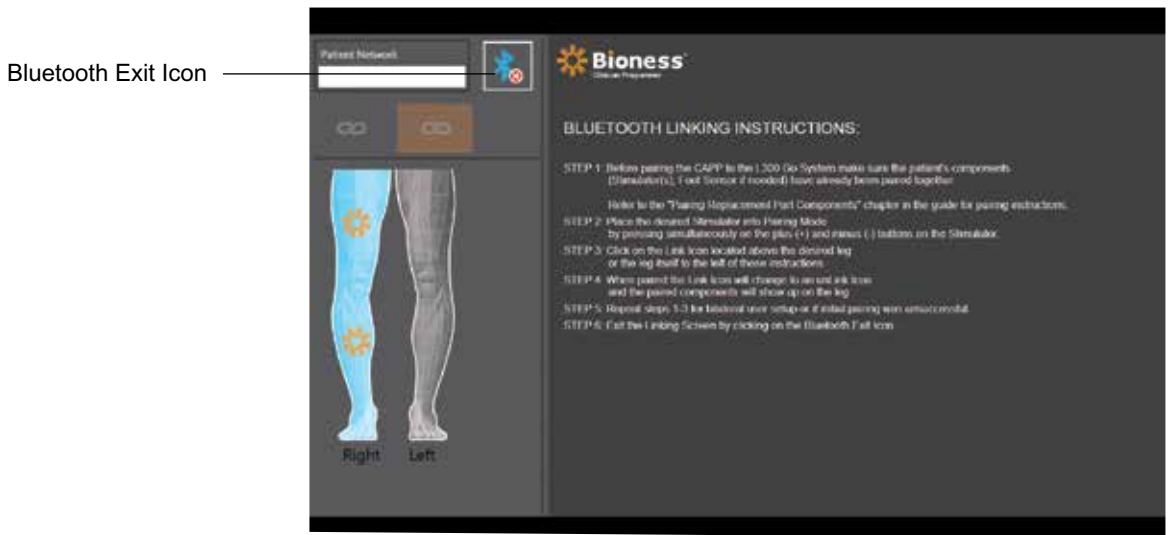 Bluetooth Exit Icon
Patient Network
Bioness
Clinician Programmer
BLUETOOTH LINKING INSTRUCTIONS:
STEP 1: Before pairing the CAPP to the L300 Go System make sure the patient's components
(Stimulator(s), Foot Sensor if needed) have already been paired together.
Refer to the "Pairing Replacement Part Components" chapter in the guide for pairing instructions.
STEP 2: Place the desired Stimulator into Pairing Mode
by pressing simultaneously on the plus (+) and minus (-) buttons on the Stimulator.
STEP 3: Click on the Link Icon located above the desired leg
or the leg itself to the left of these instructions
STEP 4: When paired the Link Icon will change to an unLink Icon
and the paired components will show up on the leg
STEP 5: Repeat steps 1-3 for bilateral user setup or if initial pairing was unsuccessful.
STEP 6: Exit the Linking Screen by clicking on the Bluetooth Exit Icon
Right Left